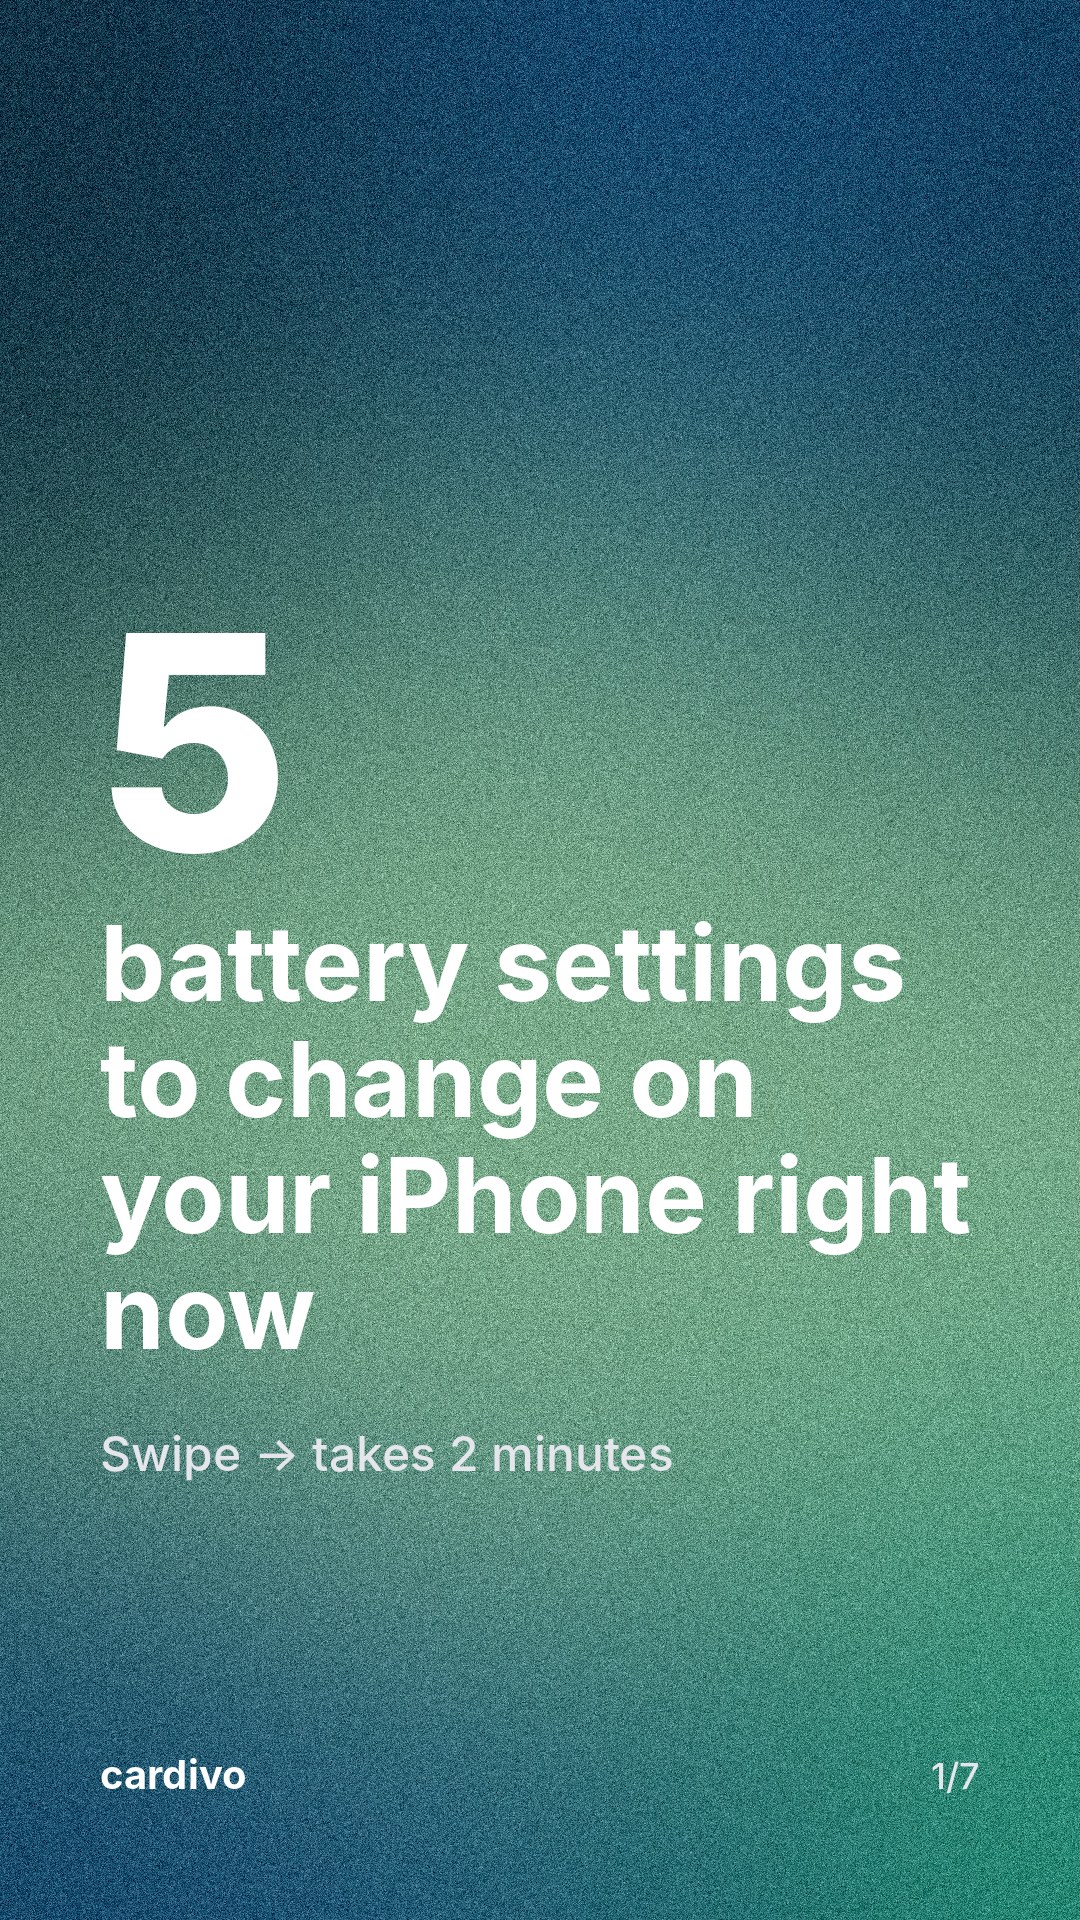 5
battery settings
to change on
your iPhone right
now
Swipe → takes 2 minutes
cardivo
1/7